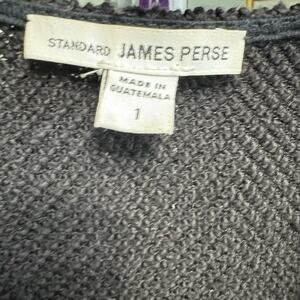 STANDARD JAMES PERSE
MADE IN
GUATEMALA
1